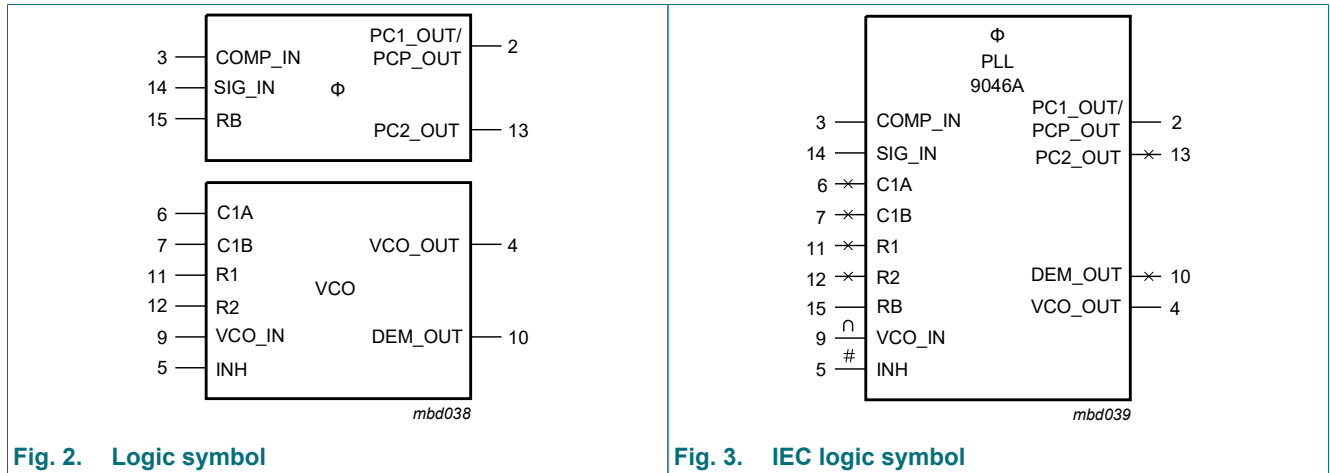 PC1_OUT/
3 COMP_IN PCP_OUT 2
14 SIG_IN Φ
15 RB
PC2_OUT 13
6 C1A
7 C1B VCO_OUT 4
11 R1
VCO
12 R2
9 VCO_IN DEM_OUT 10
5 INH
mbd038
Fig. 2. Logic symbol
Φ
PLL
9046A
PC1_OUT/
3 COMP_IN PCP_OUT 2
14 SIG_IN PC2_OUT 13
6 C1A
7 C1B
11 R1
12 R2 DEM_OUT 10
15 RB VCO_OUT 4
9 ∩ VCO_IN
5 # INH
mbd039
Fig. 3. IEC logic symbol